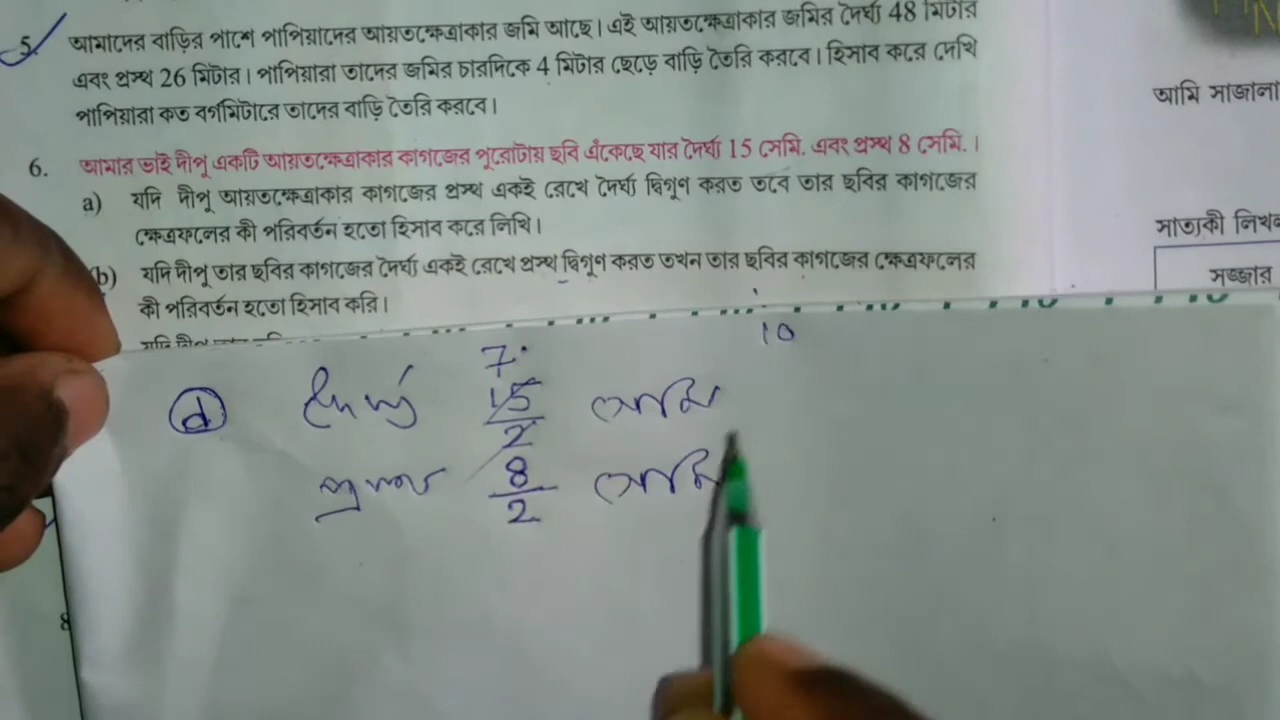 5. আমাদের বাড়ির পাশে পাপিয়াদের আয়তক্ষেত্রাকার জমি আছে। এই আয়তক্ষেত্রাকার জমির দৈর্ঘ্য 48 মিটার
এবং প্রস্থ 26 মিটার। পাপিয়ারা তাদের জমির চারদিকে 4 মিটার ছেড়ে বাড়ি তৈরি করবে। হিসাব করে দেখি
পাপিয়ারা কত বর্গমিটারে তাদের বাড়ি তৈরি করবে।
আমি সাজালা
6. আমার ভাই দীপু একটি আয়তক্ষেত্রাকার কাগজের পুরোটায় ছবি এঁকেছে যার দৈর্ঘ্য 15 সেমি. এবং প্রস্থ 8 সেমি.।
a) যদি দীপু আয়তক্ষেত্রাকার কাগজের প্রস্থ একই রেখে দৈর্ঘ্য দ্বিগুণ করত তবে তার ছবির কাগজের
ক্ষেত্রফলের কী পরিবর্তন হতো হিসাব করে লিখি।
সাত্যকী লিখল
b) যদি দীপু তার ছবির কাগজের দৈর্ঘ্য একই রেখে প্রস্থ দ্বিগুণ করত তখন তার ছবির কাগজের ক্ষেত্রফলের
কী পরিবর্তন হতো হিসাব করি।
সজ্জার
যদি দীপু
10
7.
d দৈর্ঘ্য 15/2 সেমি
প্রস্থ 8/2 সেমি
8